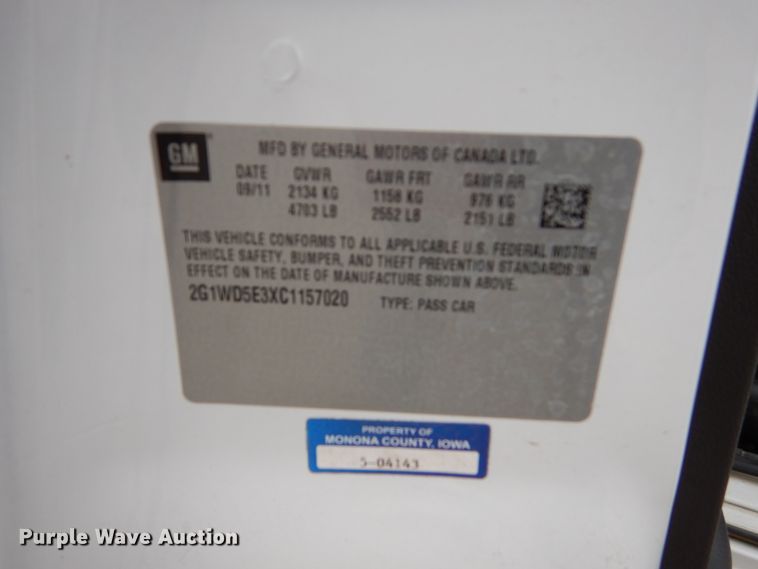 GM
MFD BY GENERAL MOTORS OF CANADA LTD.
DATE GVWR GAWR FRT GAWR RR
09/11 2134 KG 1158 KG 976 KG
4703 LB 2552 LB 2151 LB
THIS VEHICLE CONFORMS TO ALL APPLICABLE U.S. FEDERAL MOTOR
VEHICLE SAFETY, BUMPER, AND THEFT PREVENTION STANDARDS IN
EFFECT ON THE DATE OF MANUFACTURE SHOWN ABOVE.
2G1WD5E3XC1157020 TYPE: PASS CAR
PROPERTY OF
MONONA COUNTY, IOWA
5-04143
Purple Wave Auction